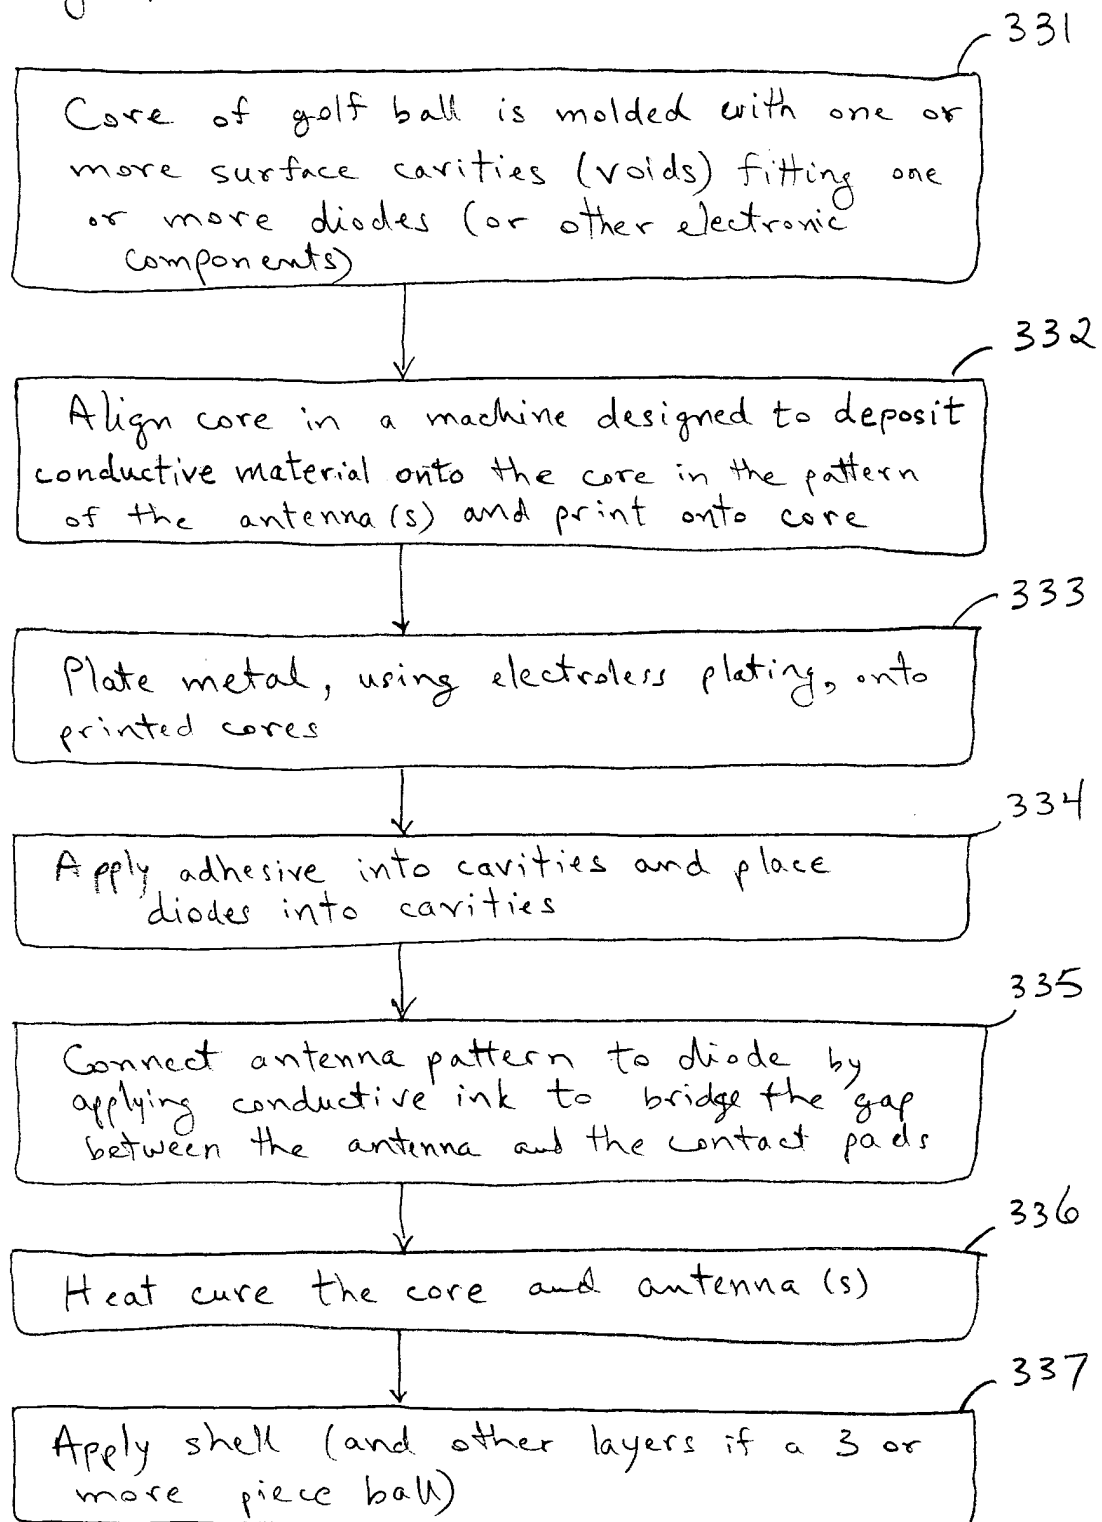 331
Core of golf ball is molded with one or
more surface cavities (voids) fitting one
or more diodes (or other electronic
components)
332
Align core in a machine designed to deposit
conductive material onto the core in the pattern
of the antenna(s) and print onto core
333
Plate metal, using electroless plating, onto
printed cores
334
Apply adhesive into cavities and place
diodes into cavities
335
Connect antenna pattern to diode by
applying conductive ink to bridge the gap
between the antenna and the contact pads
336
Heat cure the core and antenna (s)
337
Apply shell (and other layers if a 3 or
more piece ball)